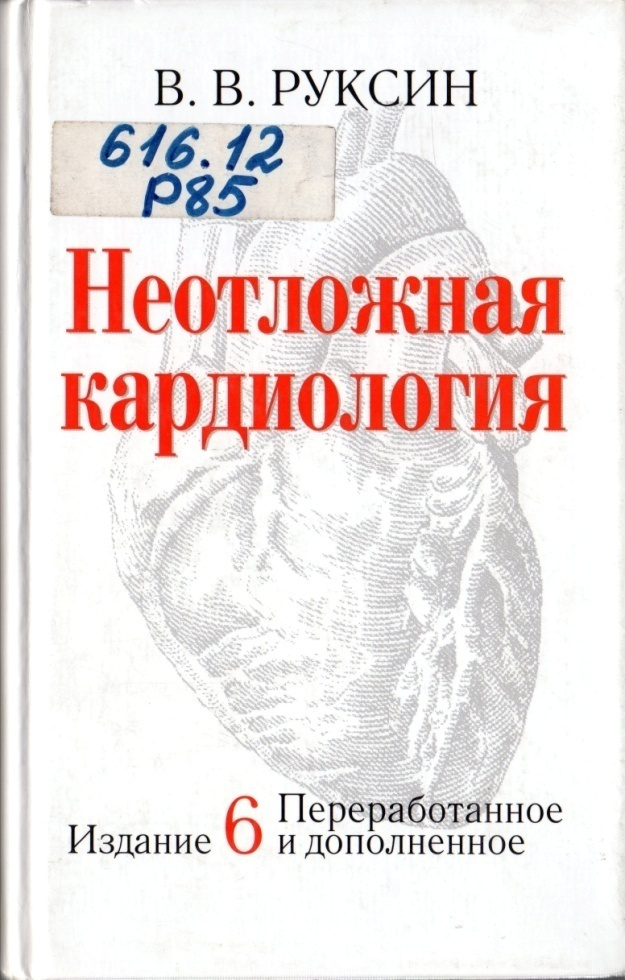 В. В. РУКСИН
616.12
Р85
Неотложная
кардиология
Издание 6 Переработанное
и дополненное